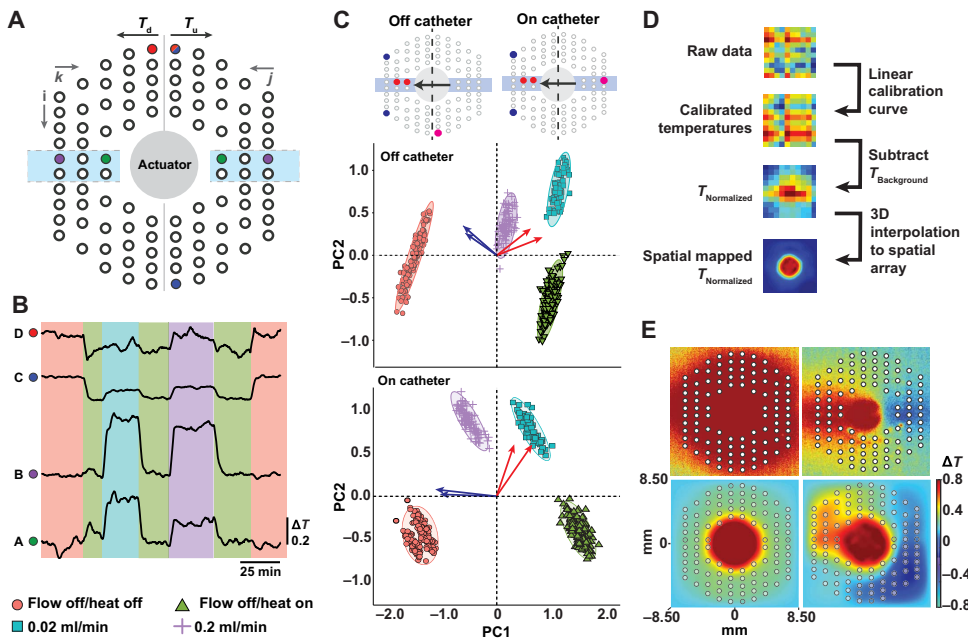 A
T_d
T_u
k
j
i
Actuator
B
D
C
B
A
ΔT
0.2
25 min
Flow off/heat off
Flow off/heat on
0.02 ml/min
0.2 ml/min
C
Off catheter
On catheter
Off catheter
1.0
0.5
0.0
–0.5
–1.0
PC2
On catheter
1.0
0.5
0.0
–0.5
–1.0
PC2
–2.0
–1.0
0.0
1.0
2.0
PC1
D
Raw data
Linear
calibration
curve
Calibrated
temperatures
Subtract
T_Background
T_Normalized
3D
interpolation
to spatial
array
Spatial mapped
T_Normalized
E
8.50
mm
0
–8.50
0
8.50
mm
ΔT
0.8
0.4
0
–0.4
–0.8